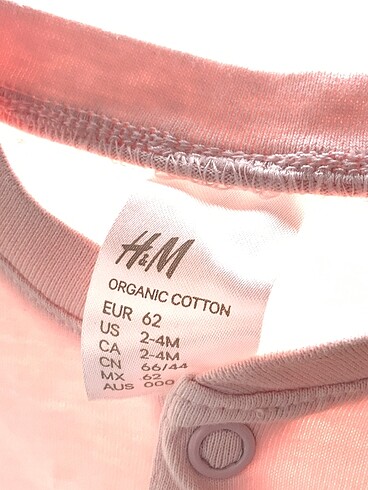 H&M
ORGANIC COTTON
EUR 62
US 2-4M
CA 2-4M
CN 66/44
MX 62
AUS 000